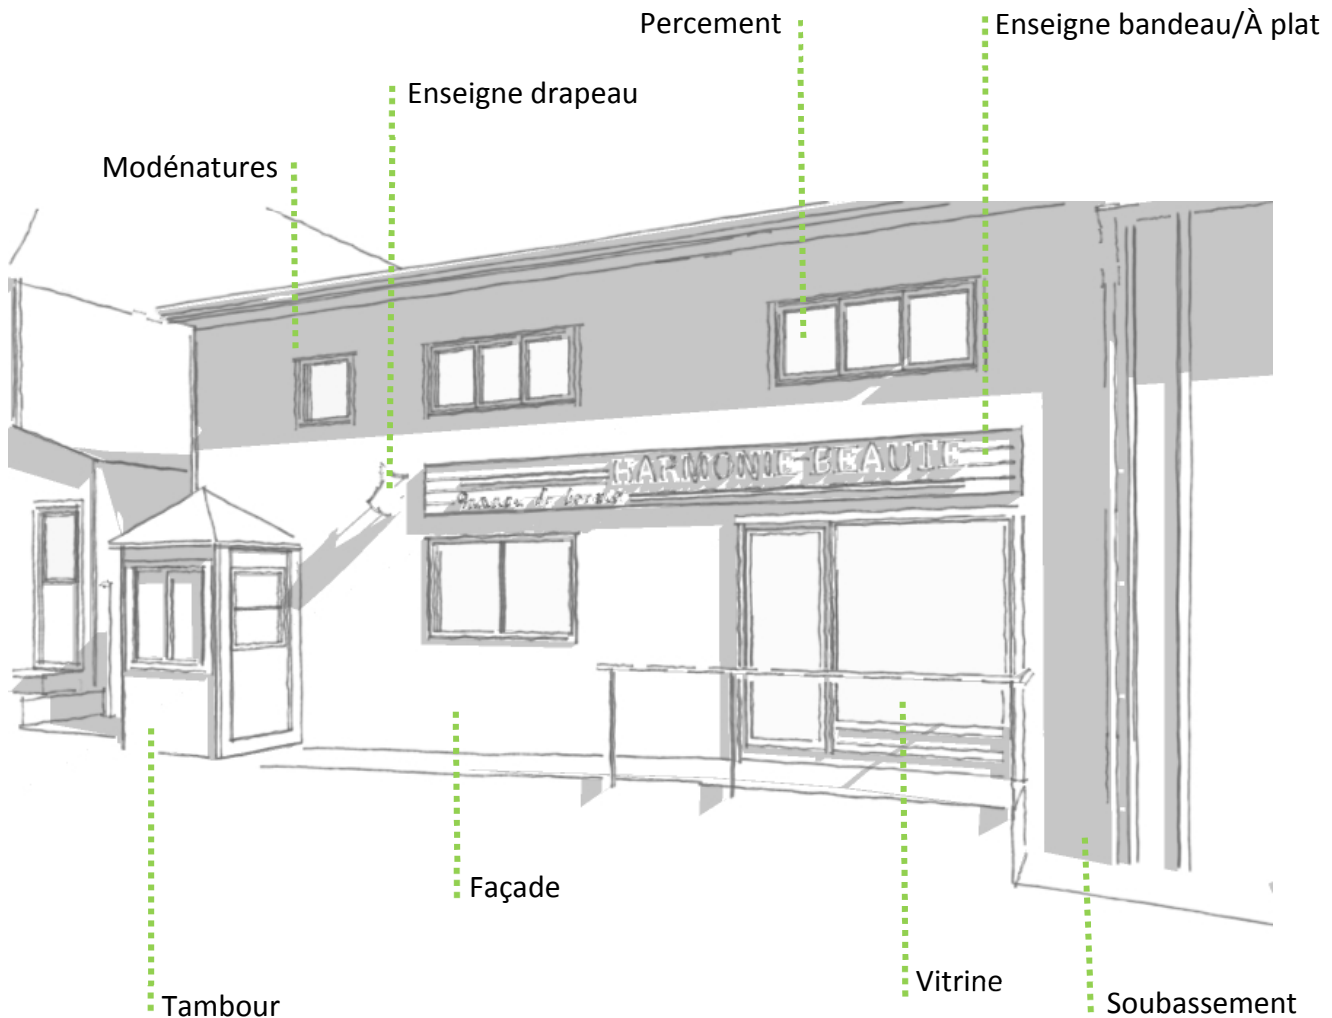 Percement
Enseigne bandeau/À plat
Enseigne drapeau
Modénatures
HARMONIE-BEAUTE
Façade
Vitrine
Tambour
Soubassement